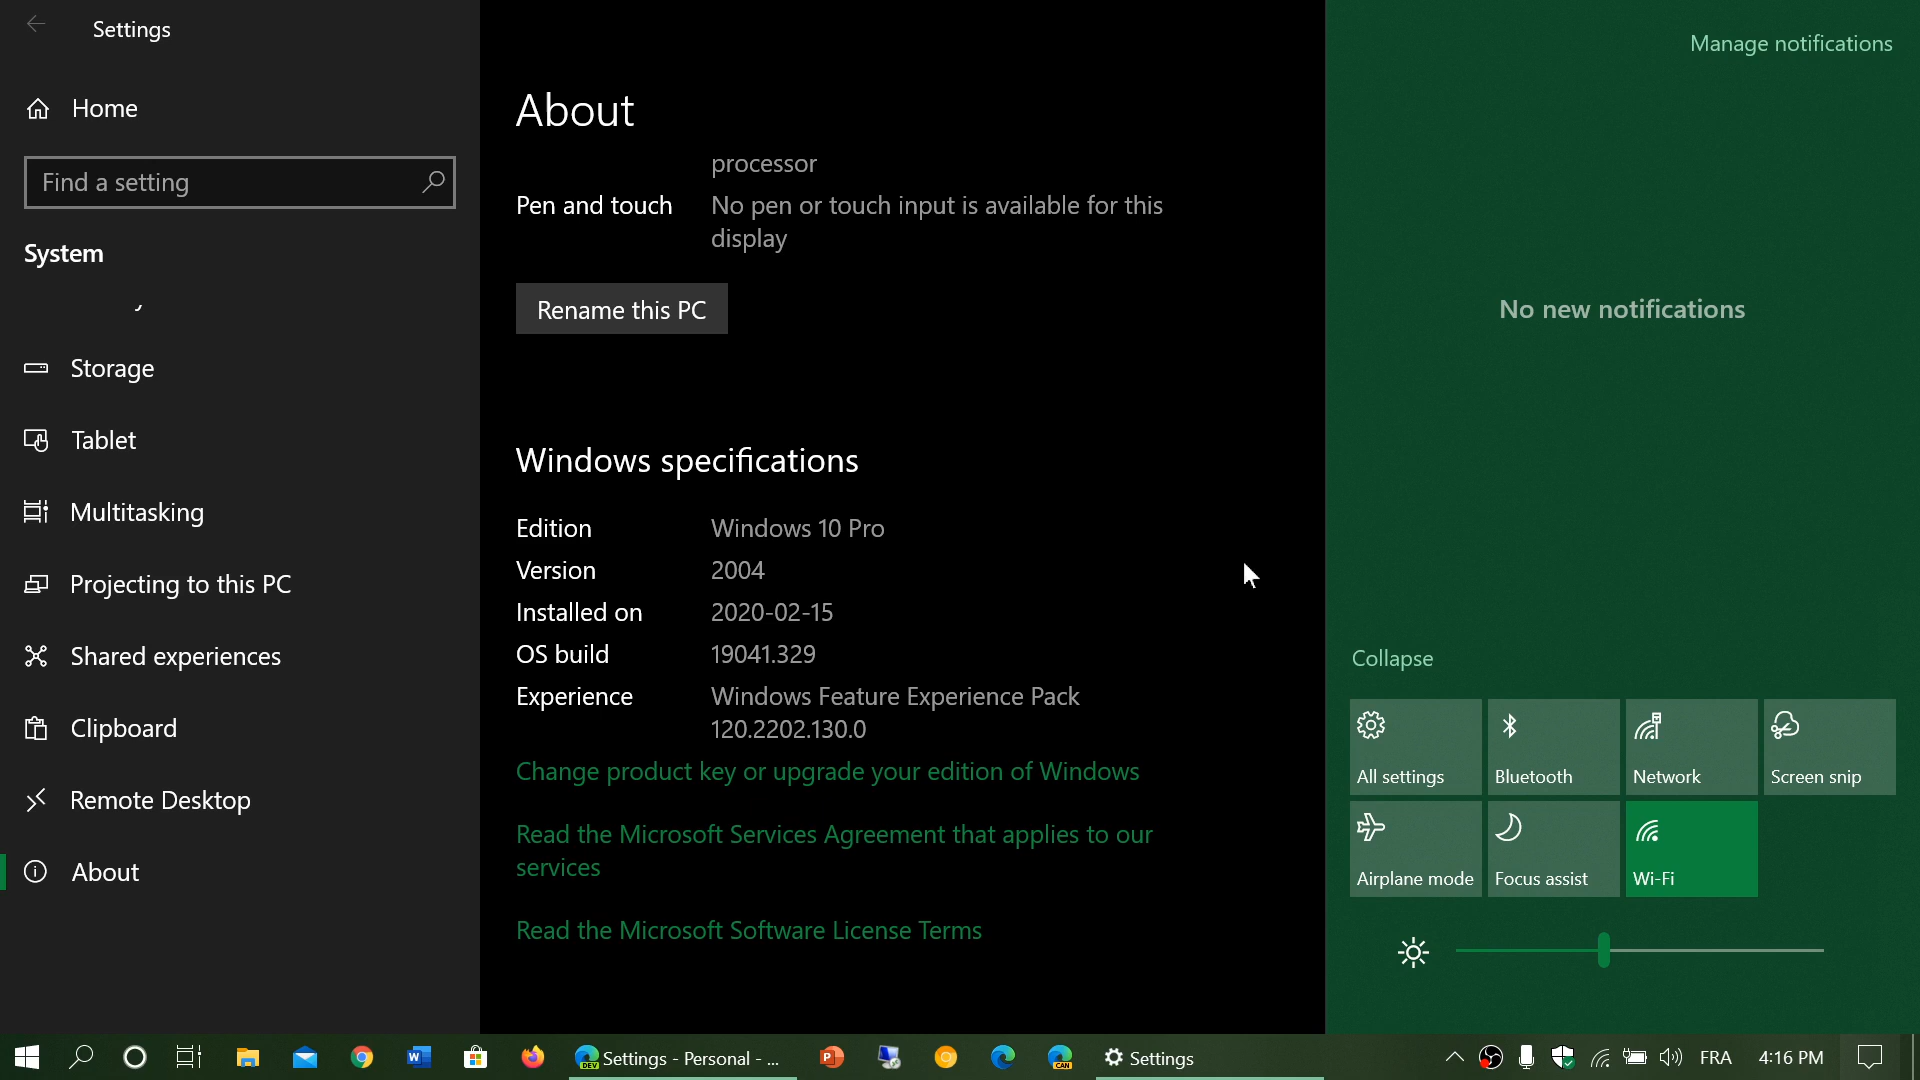 Settings
Home
Find a setting
System
Storage
Tablet
Multitasking
Projecting to this PC
Shared experiences
Clipboard
Remote Desktop
About
About
processor
Pen and touch No pen or touch input is available for this
display
Rename this PC
Windows specifications
Edition Windows 10 Pro
Version 2004
Installed on 2020-02-15
OS build 19041.329
Experience Windows Feature Experience Pack
120.2202.130.0
Change product key or upgrade your edition of Windows
Read the Microsoft Services Agreement that applies to our
services
Read the Microsoft Software License Terms
Manage notifications
No new notifications
Collapse
All settings
Bluetooth
Network
Screen snip
Airplane mode
Focus assist
Wi-Fi
W
DEV
Settings - Personal - ...
P
CAN
Settings
FRA
4:16 PM